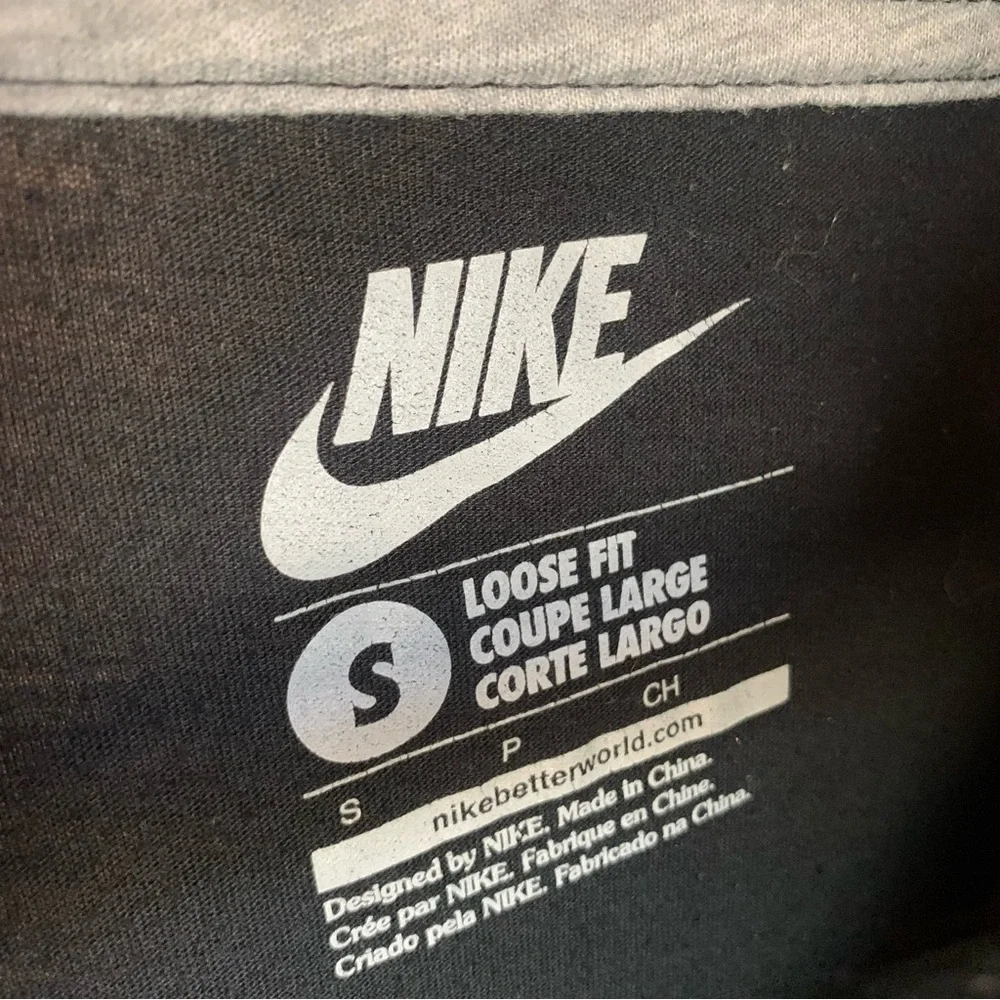 NIKE
S
LOOSE FIT
COUPE LARGE
CORTE LARGO
S P CH
nikebetterworld.com
Designed by NIKE. Made in China.
Crée par NIKE. Fabrique en Chine.
Criado pela NIKE. Fabricado na China.